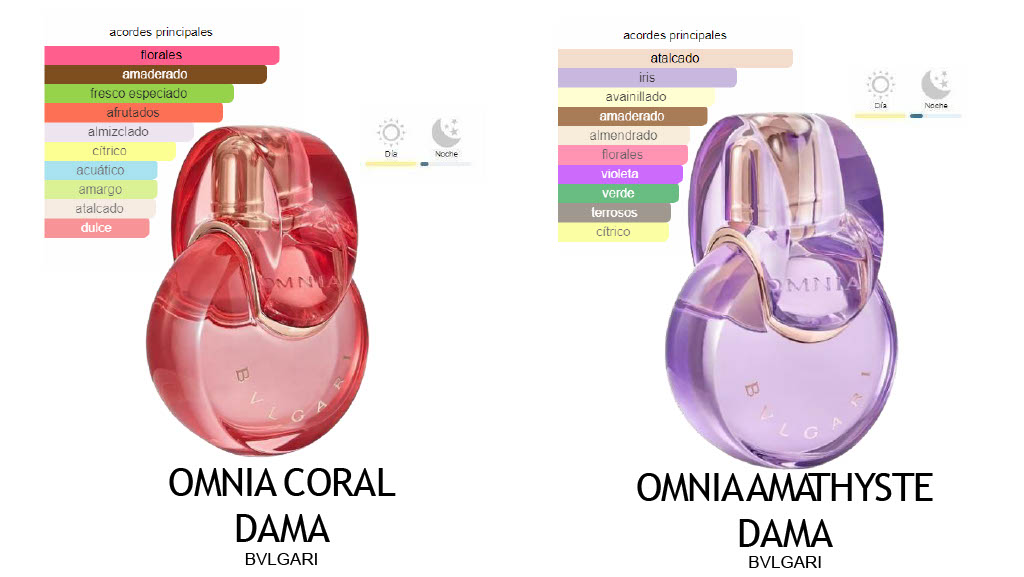 acordes principales
florales
amaderado
fresco especiado
afrutados
almizclado
cítrico
acuático
amargo
atalcado
dulce
Día
Noche
OMNIA
BVLGARI
OMNIA CORAL
DAMA
BVLGARI
acordes principales
atalcado
iris
avainillado
amaderado
almendrado
florales
violeta
verde
terrosos
cítrico
Día
Noche
OMNIA
BVLGARI
OMNIA AMATHYSTE
DAMA
BVLGARI